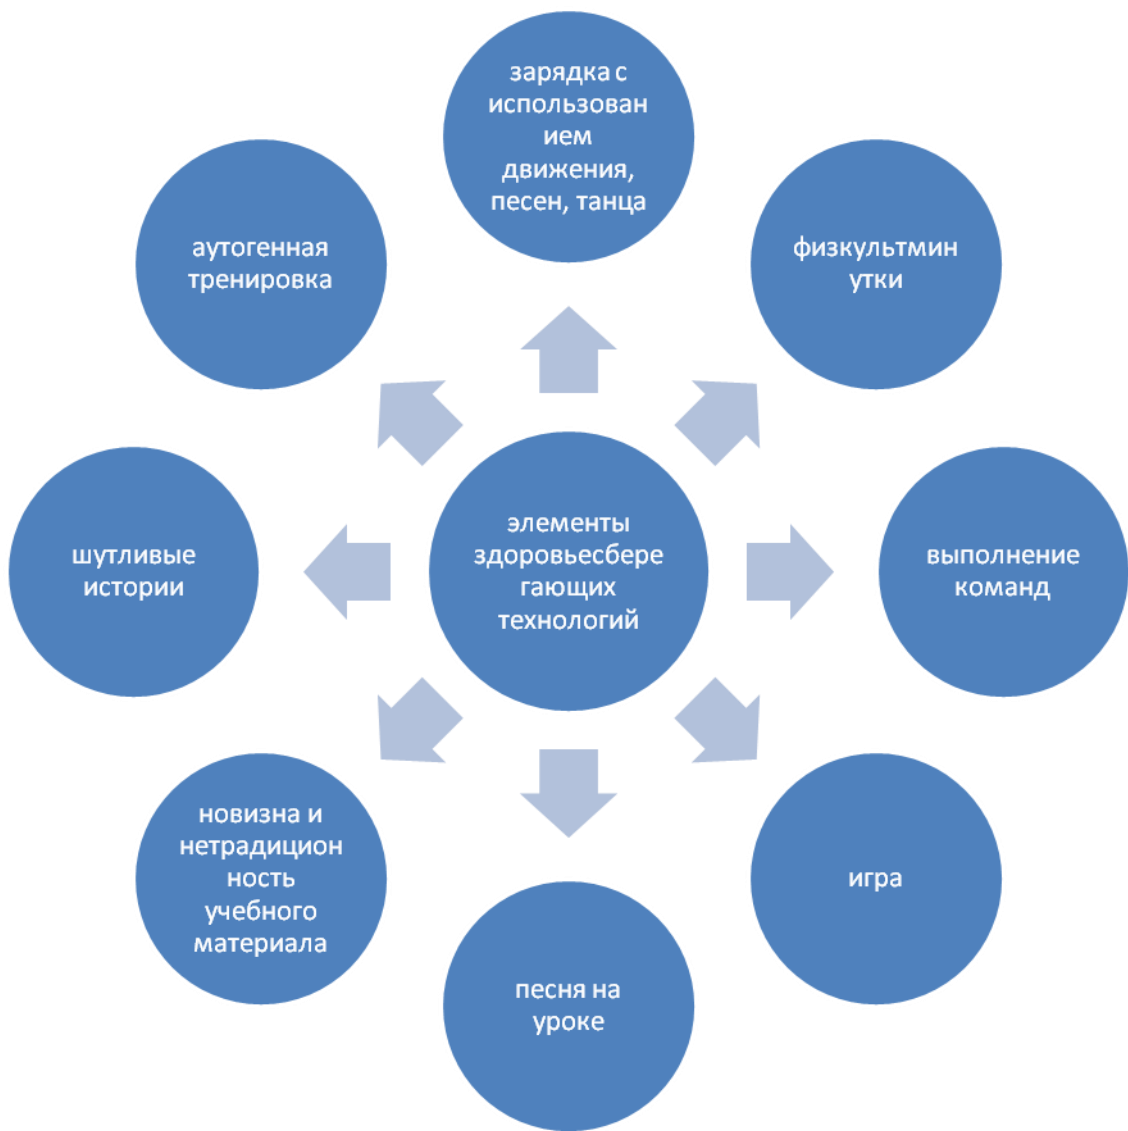 зарядка с
использован
ием
движения,
песен, танца
физкультмин
утки
выполнение
команд
игра
песня на
уроке
новизна и
нетрадицион
ность
учебного
материала
шутливые
истории
аутогенная
тренировка
элементы
здоровьесбере
гающих
технологий